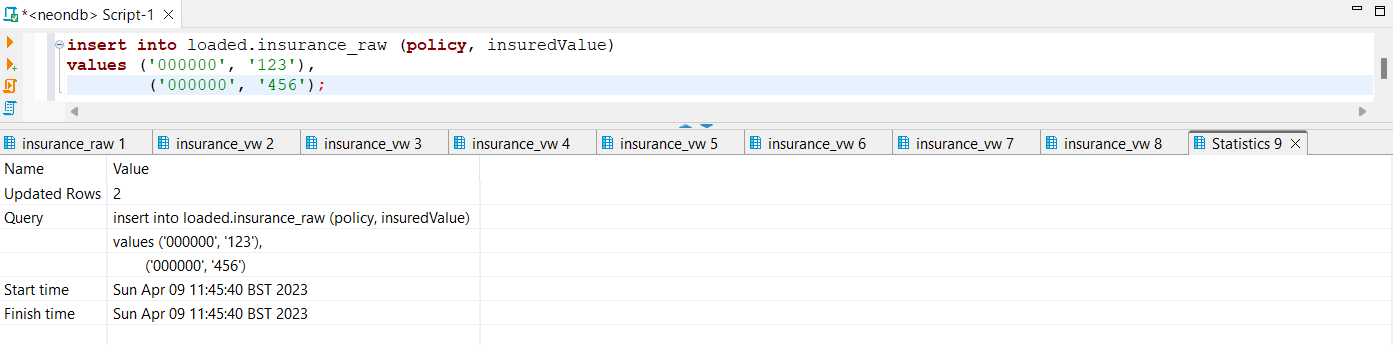 *<neondb> Script-1
insert into loaded.insurance_raw (policy, insuredValue)
values ('000000', '123'),
('000000', '456');
insurance_raw 1 insurance_vw 2 insurance_vw 3 insurance_vw 4 insurance_vw 5 insurance_vw 6 insurance_vw 7 insurance_vw 8 Statistics 9
Name Value
Updated Rows 2
Query insert into loaded.insurance_raw (policy, insuredValue)
values ('000000', '123'),
('000000', '456')
Start time Sun Apr 09 11:45:40 BST 2023
Finish time Sun Apr 09 11:45:40 BST 2023